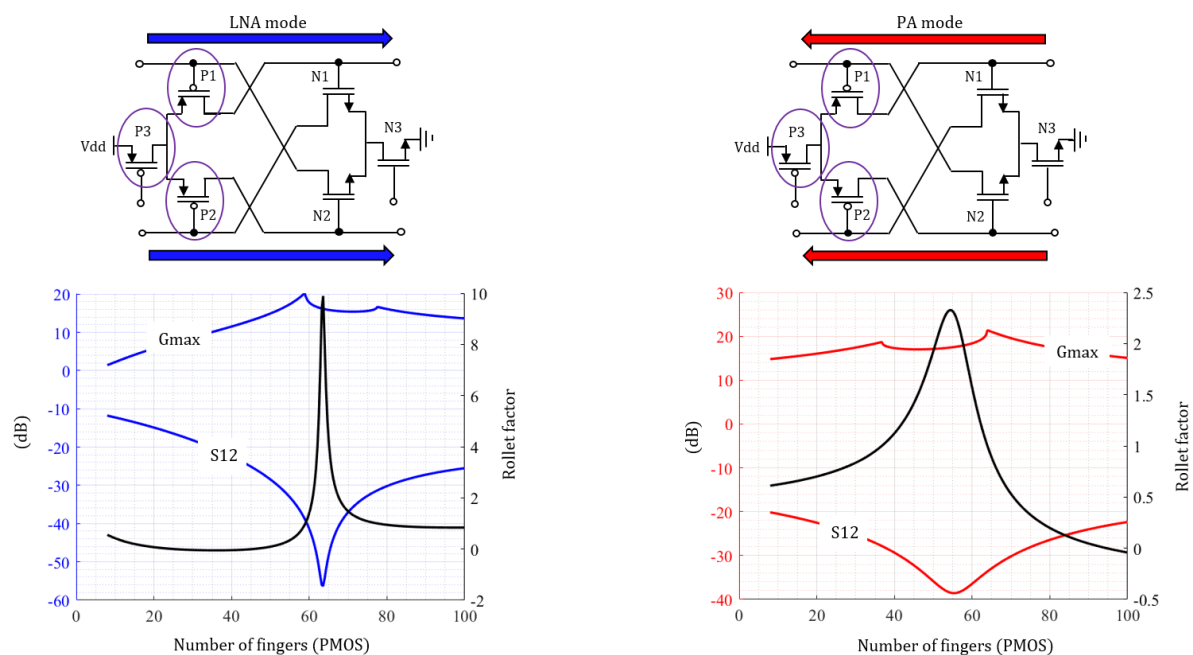 LNA mode
P1
N1
P3
N3
Vdd
P2
N2
PA mode
P1
N1
P3
N3
Vdd
P2
N2
20
10
0
-10
-20
-30
-40
-50
-60
(dB)
Gmax
S12
10
8
6
4
2
0
-2
Rollet factor
0 20 40 60 80 100
Number of fingers (PMOS)
30
20
10
0
-10
-20
-30
-40
(dB)
Gmax
S12
2.5
2
1.5
1
0.5
0
-0.5
Rollet factor
0 20 40 60 80 100
Number of fingers (PMOS)